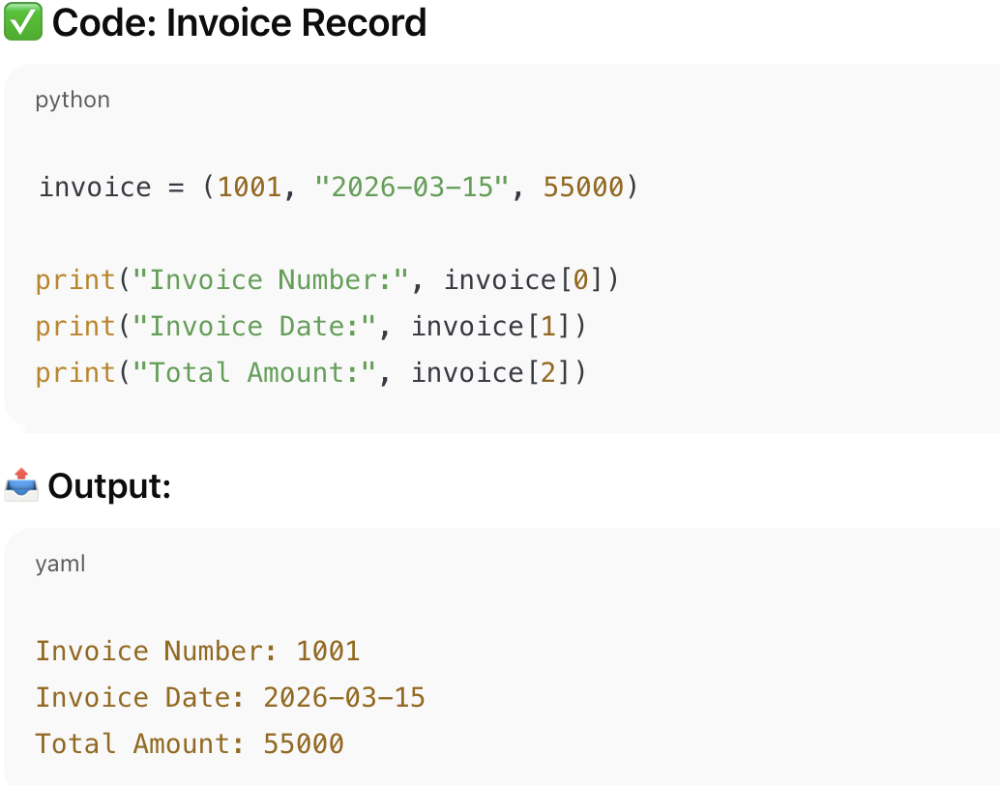 ✅ Code: Invoice Record
python
invoice = (1001, "2026-03-15", 55000)
print("Invoice Number:", invoice[0])
print("Invoice Date:", invoice[1])
print("Total Amount:", invoice[2])
📤 Output:
yaml
Invoice Number: 1001
Invoice Date: 2026-03-15
Total Amount: 55000